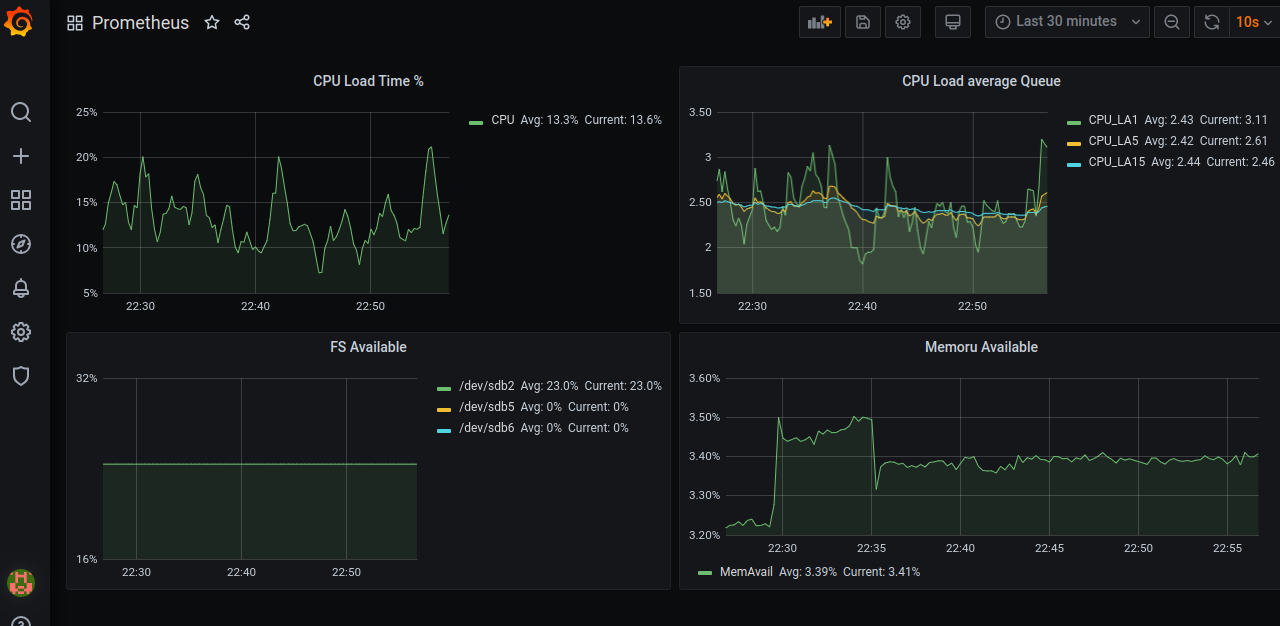 Prometheus
Last 30 minutes
10s
CPU Load Time %
25%
20%
15%
10%
5%
22:30 22:40 22:50
CPU Avg: 13.3% Current: 13.6%
CPU Load average Queue
3.50
3
2.50
2
1.50
22:30 22:40 22:50
CPU_LA1 Avg: 2.43 Current: 3.11
CPU_LA5 Avg: 2.42 Current: 2.61
CPU_LA15 Avg: 2.44 Current: 2.46
FS Available
32%
16%
22:30 22:40 22:50
/dev/sdb2 Avg: 23.0% Current: 23.0%
/dev/sdb5 Avg: 0% Current: 0%
/dev/sdb6 Avg: 0% Current: 0%
Memoru Available
3.60%
3.50%
3.40%
3.30%
3.20%
22:30 22:35 22:40 22:45 22:50 22:55
MemAvail Avg: 3.39% Current: 3.41%